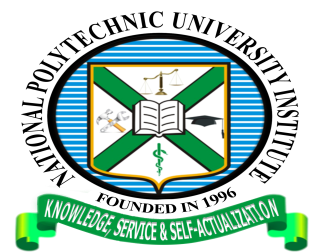 NATIONAL POLYTECHNIC UNIVERSITY INSTITUTE
FOUNDED IN 1996
KNOWLEDGE, SERVICE & SELF-ACTUALIZATION